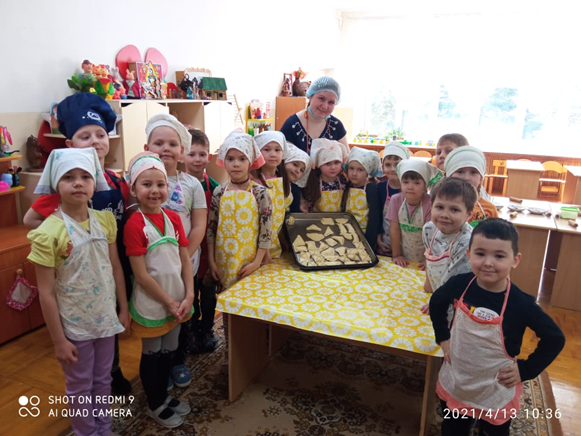 SHOT ON REDMI 9
AI QUAD CAMERA
2021/4/13 10:36